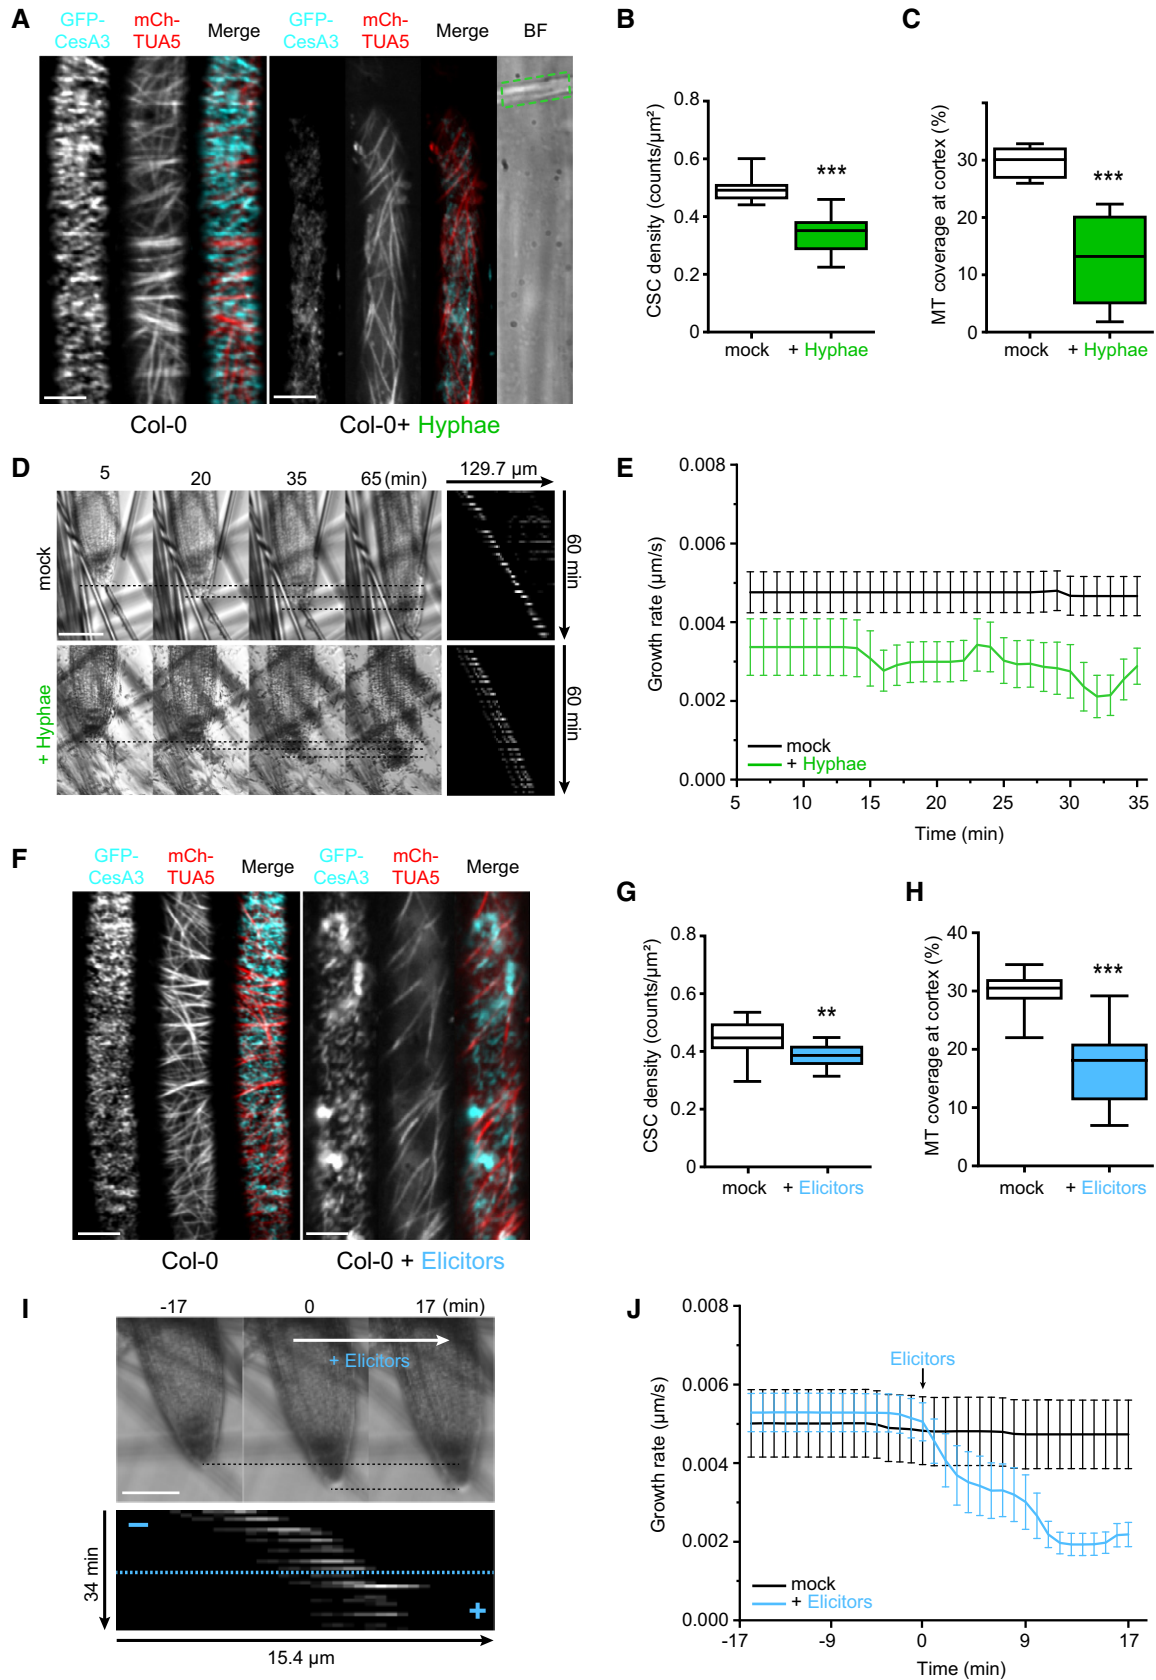 A
GFP-CesA3
mCh-TUA5
Merge
GFP-CesA3
mCh-TUA5
Merge
BF
Col-0
Col-0+ Hyphae
B
CSC density (counts/µm²)
0.8
0.6
0.4
0.2
0
***
mock
+ Hyphae
C
MT coverage at cortex (%)
30
20
10
0
***
mock
+ Hyphae
D
5
20
35
65 (min)
129.7 µm
mock
60 min
+ Hyphae
60 min
E
Growth rate (µm/s)
0.008
0.006
0.004
0.002
0.000
mock
+ Hyphae
5
10
15
20
25
30
35
Time (min)
F
GFP-CesA3
mCh-TUA5
Merge
GFP-CesA3
mCh-TUA5
Merge
Col-0
Col-0 + Elicitors
G
CSC density (counts/µm²)
0.8
0.6
0.4
0.2
0
**
mock
+ Elicitors
H
MT coverage at cortex (%)
40
30
20
10
0
***
mock
+ Elicitors
I
-17
0
17 (min)
+ Elicitors
34 min
−
+
15.4 µm
J
Growth rate (µm/s)
0.008
0.006
0.004
0.002
0.000
Elicitors
mock
+ Elicitors
-17
-9
0
9
17
Time (min)